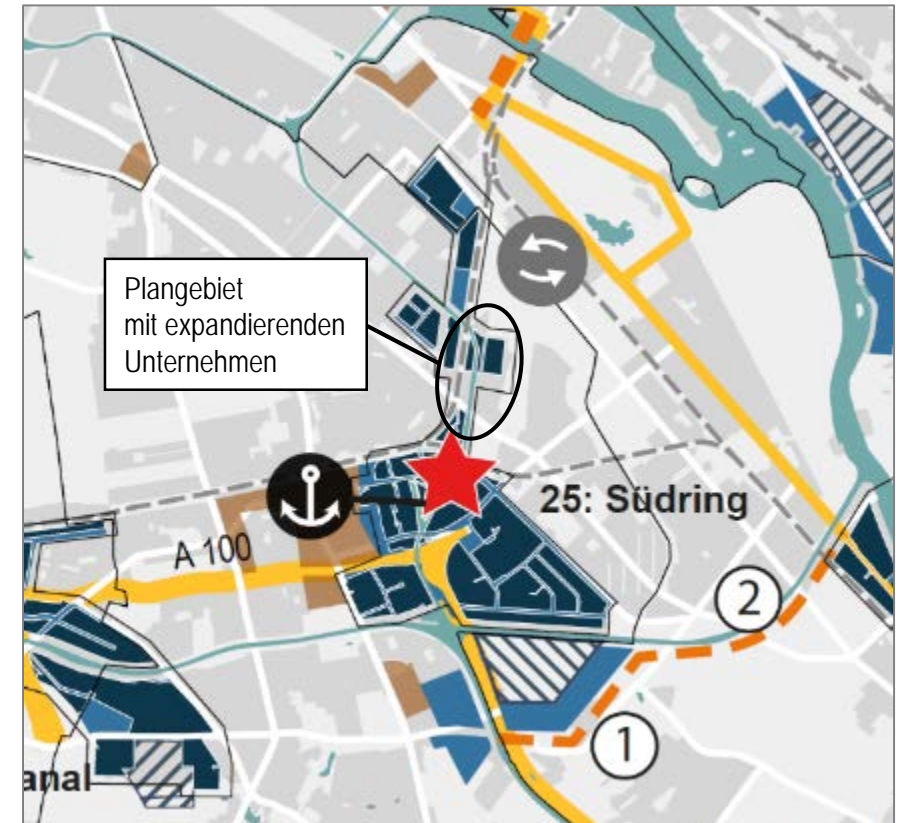 A
Plangebiet
mit expandierenden
Unternehmen
25: Südring
A 100
2
1
anal